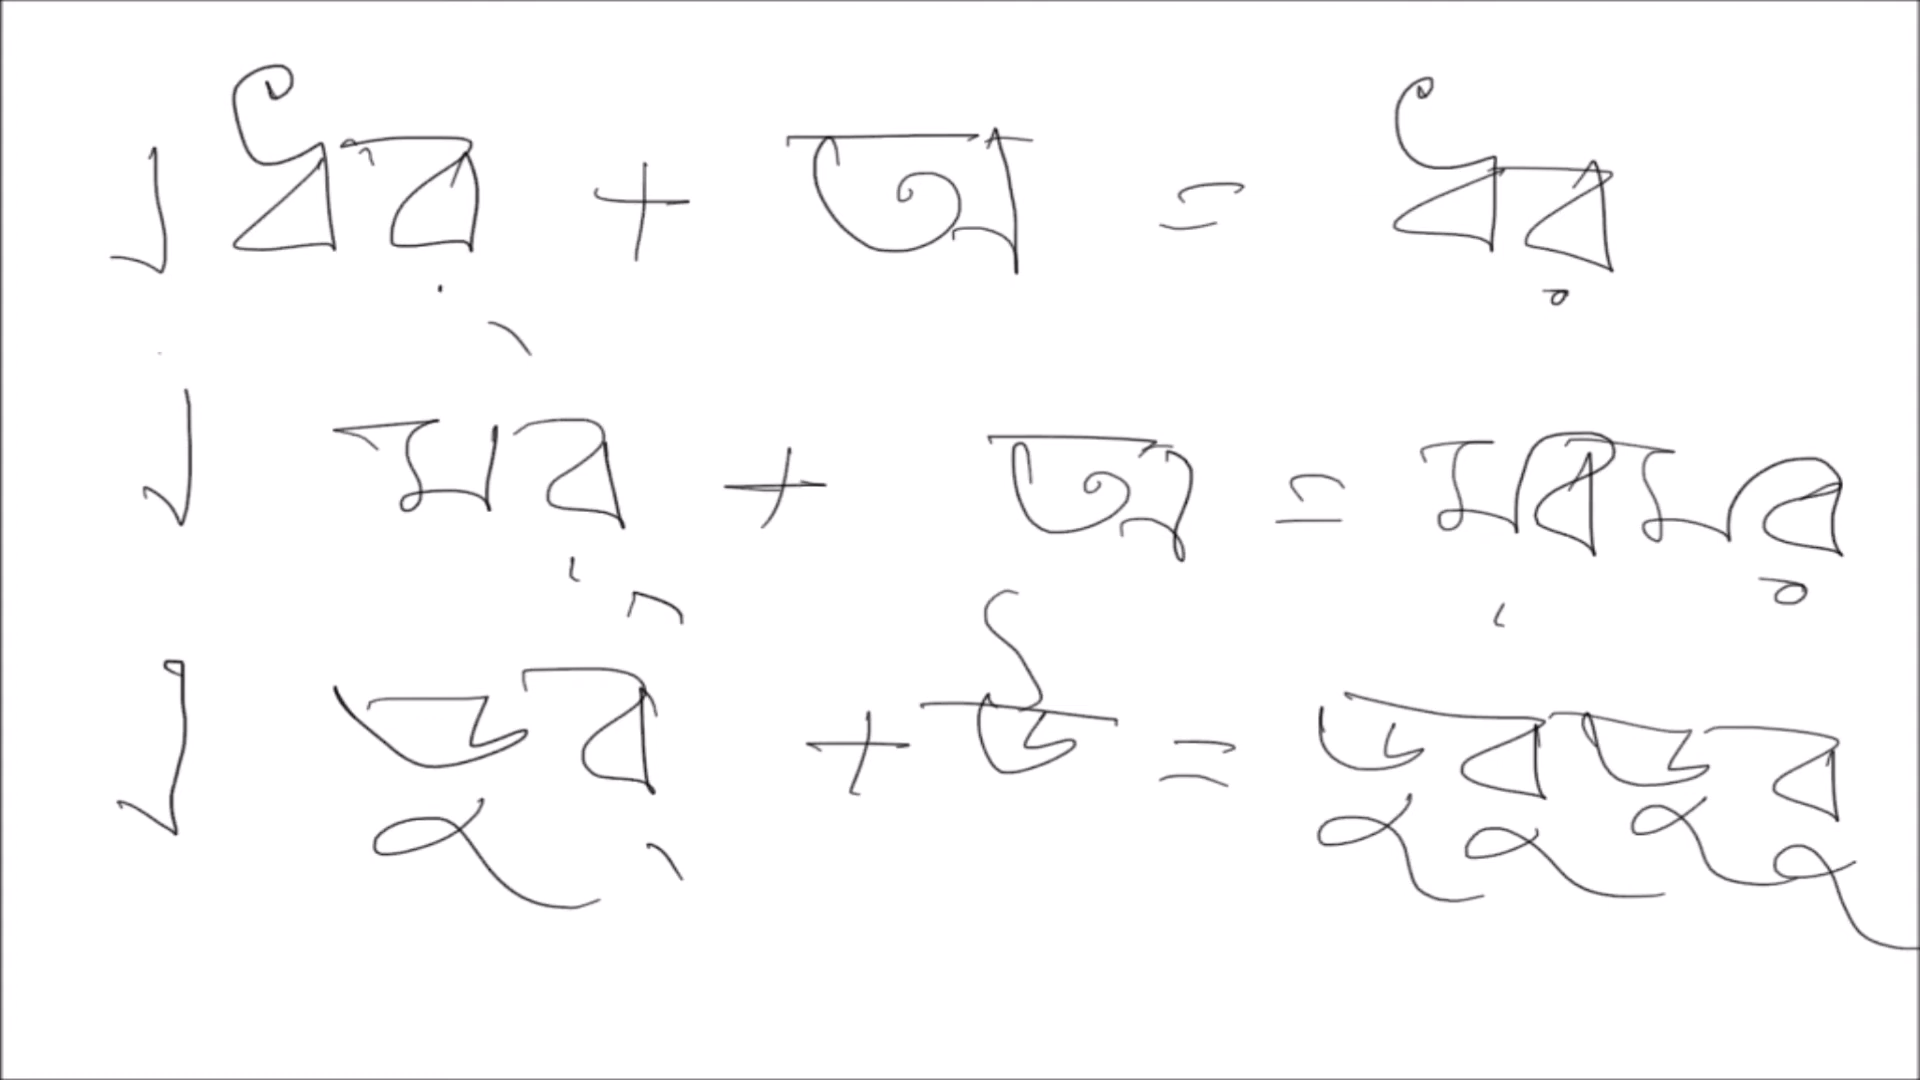 √ধর্ + অ = ধর
√মর্ + অ = মরমর
√ডুব্ + উ = ডুবুডুবু